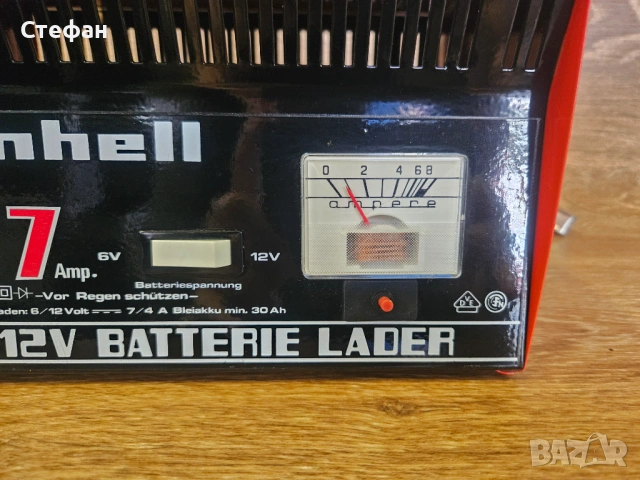 Стефан
nhell
0 2 4 6 8
ampere
7 Amp.
6V 12V
Batteriespannung
-Vor Regen schützen-
aden: 6/12 Volt 7/4 A Bleiakku min. 30 Ah
12V BATTERIE LADER
BAZAR